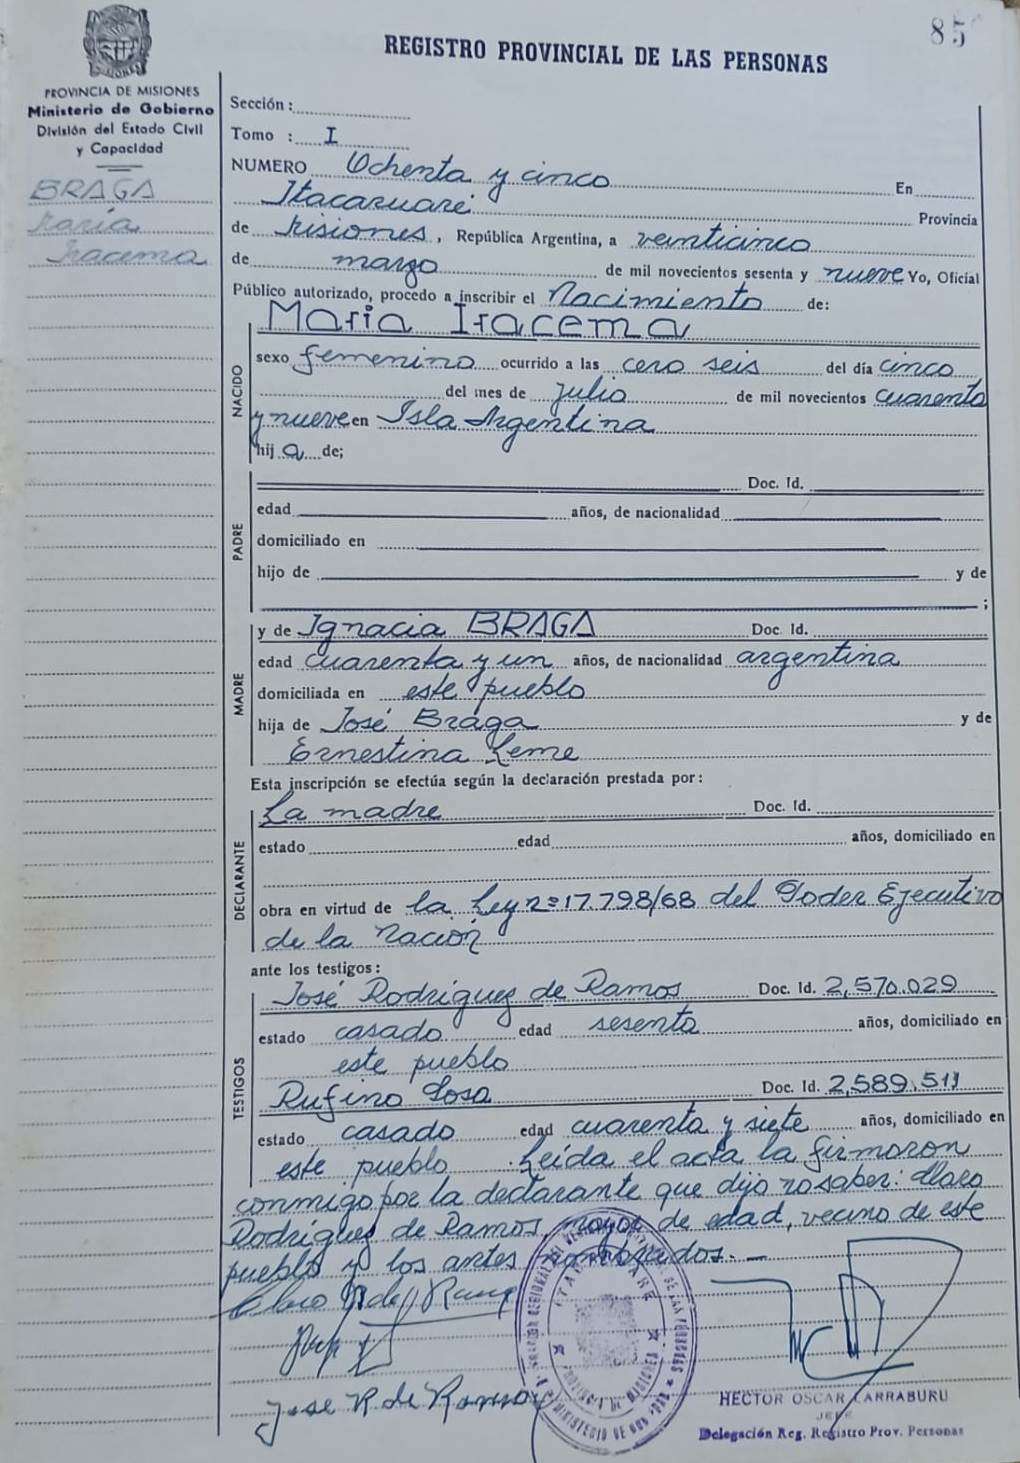 85
REGISTRO PROVINCIAL DE LAS PERSONAS
PROVINCIA DE MISIONES
Ministerio de Gobierno
División del Estado Civil
y Capacidad
BRAGA
María
Iracema
Sección :
Tomo : I
NUMERO Ochenta y cinco En
Itacaruaré Provincia
de Misiones, República Argentina, a veinticinco
de marzo de mil novecientos sesenta y nueve Yo, Oficial
Público autorizado, procedo a inscribir el Nacimiento de:
NACIDO
Maria Iracema
sexo femenino ocurrido a las cero seis del día cinco
del mes de julio de mil novecientos cuarenta
y nueve en Isla Argentina
hij a de;
PADRE
Doc. Id.
edad años, de nacionalidad
domiciliado en
hijo de y de
;
MADRE
y de Ignacia BRAGA Doc. Id.
edad cuarenta y un años, de nacionalidad argentina
domiciliada en este pueblo
hija de José Braga y de
Ernestina Leme
Esta inscripción se efectúa según la declaración prestada por:
DECLARANTE
La madre Doc. Id.
estado edad años, domiciliado en
obra en virtud de la Ley nº 17.798/68 del Poder Ejecutivo
de la Nación
ante los testigos:
TESTIGOS
José Rodriguez de Ramos Doc. Id. 2,570.029
estado casado edad sesenta años, domiciliado en
este pueblo
Rufino Sosa Doc. Id. 2,589.511
estado casado edad cuarenta y siete años, domiciliado en
este pueblo Leída el acta la firmaron
conmigo por la declarante que dijo no saber:
Rodríguez de Ramos, mayor de edad, vecino de este
pueblo y los antes nombrados.—
Jose R. de Ramos
HECTOR OSCAR LARRABURU
JEFE
Delegación Reg. Registro Prov. Personas